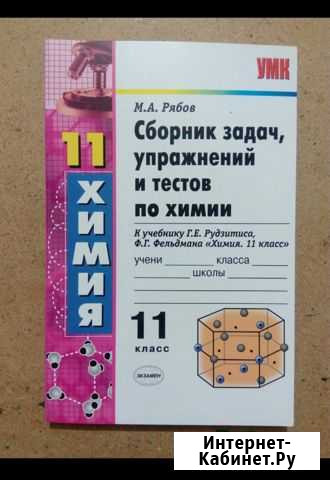 УМК
М.А. Рябов
Сборник задач,
упражнений
и тестов
по химии
К учебнику Г.Е. Рудзитиса,
Ф.Г. Фельдмана «Химия. 11 класс»
учени класса
школы
11
класс
ЭКЗАМЕН
11
ХИМИЯ
Интернет-
Кабинет.Ру